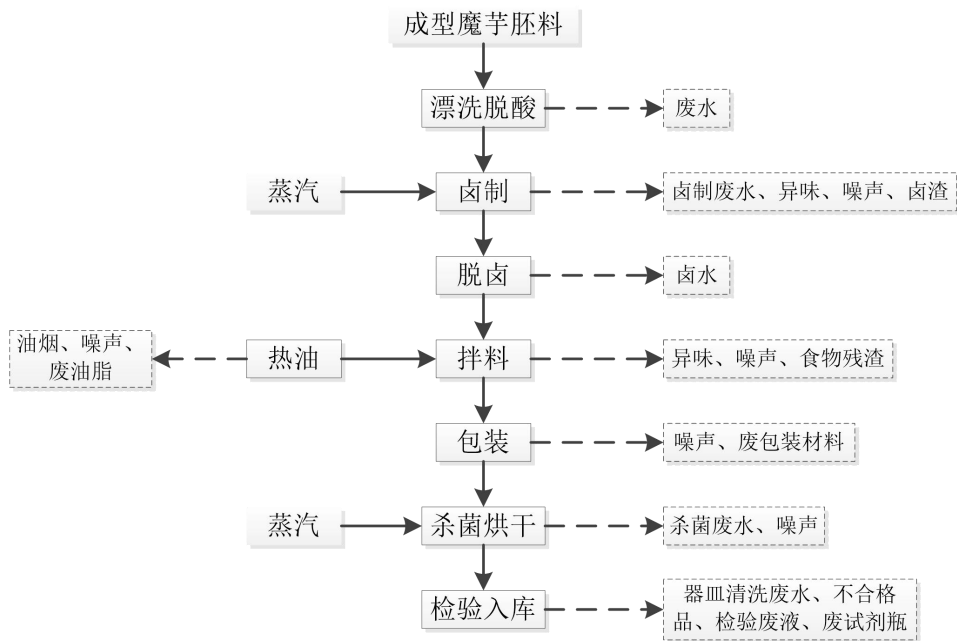 成型魔芋胚料
漂洗脱酸
废水
蒸汽
卤制
卤制废水、异味、噪声、卤渣
脱卤
卤水
油烟、噪声、
废油脂
热油
拌料
异味、噪声、食物残渣
包装
噪声、废包装材料
蒸汽
杀菌烘干
杀菌废水、噪声
检验入库
器皿清洗废水、不合格
品、检验废液、废试剂瓶